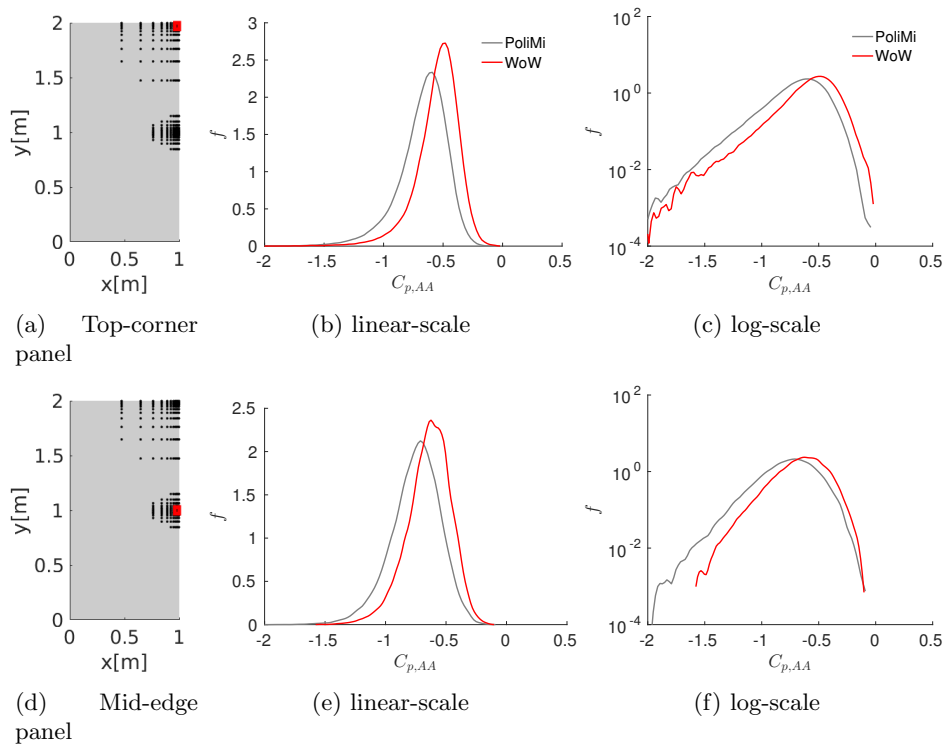 2
1.5
1
0.5
0
y[m]
0 0.5 1
x[m]
3
2.5
2
1.5
1
0.5
0
f
-2 -1.5 -1 -0.5 0 0.5
C_{p,AA}
PoliMi
WoW
10^2
10^0
10^-2
10^-4
f
-2 -1.5 -1 -0.5 0 0.5
C_{p,AA}
PoliMi
WoW
(a) Top-corner
panel
(b) linear-scale
(c) log-scale
2
1.5
1
0.5
0
y[m]
0 0.5 1
x[m]
2.5
2
1.5
1
0.5
0
f
-2 -1.5 -1 -0.5 0 0.5
C_{p,AA}
10^2
10^0
10^-2
10^-4
f
-2 -1.5 -1 -0.5 0 0.5
C_{p,AA}
(d) Mid-edge
panel
(e) linear-scale
(f) log-scale